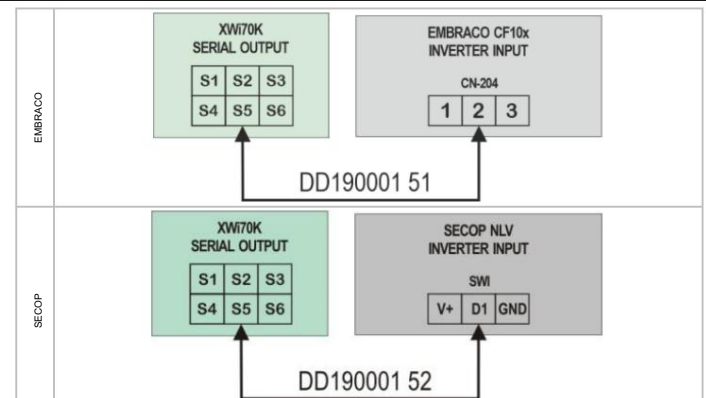 EMBRACO
XWi70K
SERIAL OUTPUT
S1 S2 S3
S4 S5 S6
EMBRACO CF10x
INVERTER INPUT
CN-204
1 2 3
DD190001 51
SECOP
XWi70K
SERIAL OUTPUT
S1 S2 S3
S4 S5 S6
SECOP NLV
INVERTER INPUT
SWI
V+ D1 GND
DD190001 52